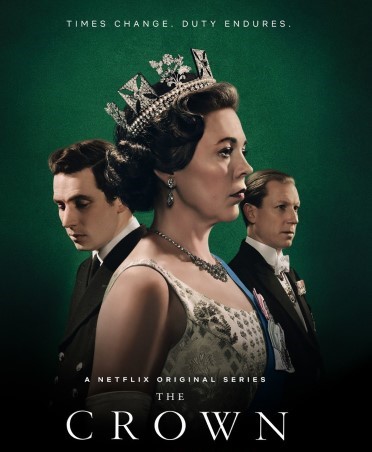 TIMES CHANGE. DUTY ENDURES.
A NETFLIX ORIGINAL SERIES
THE
CROWN